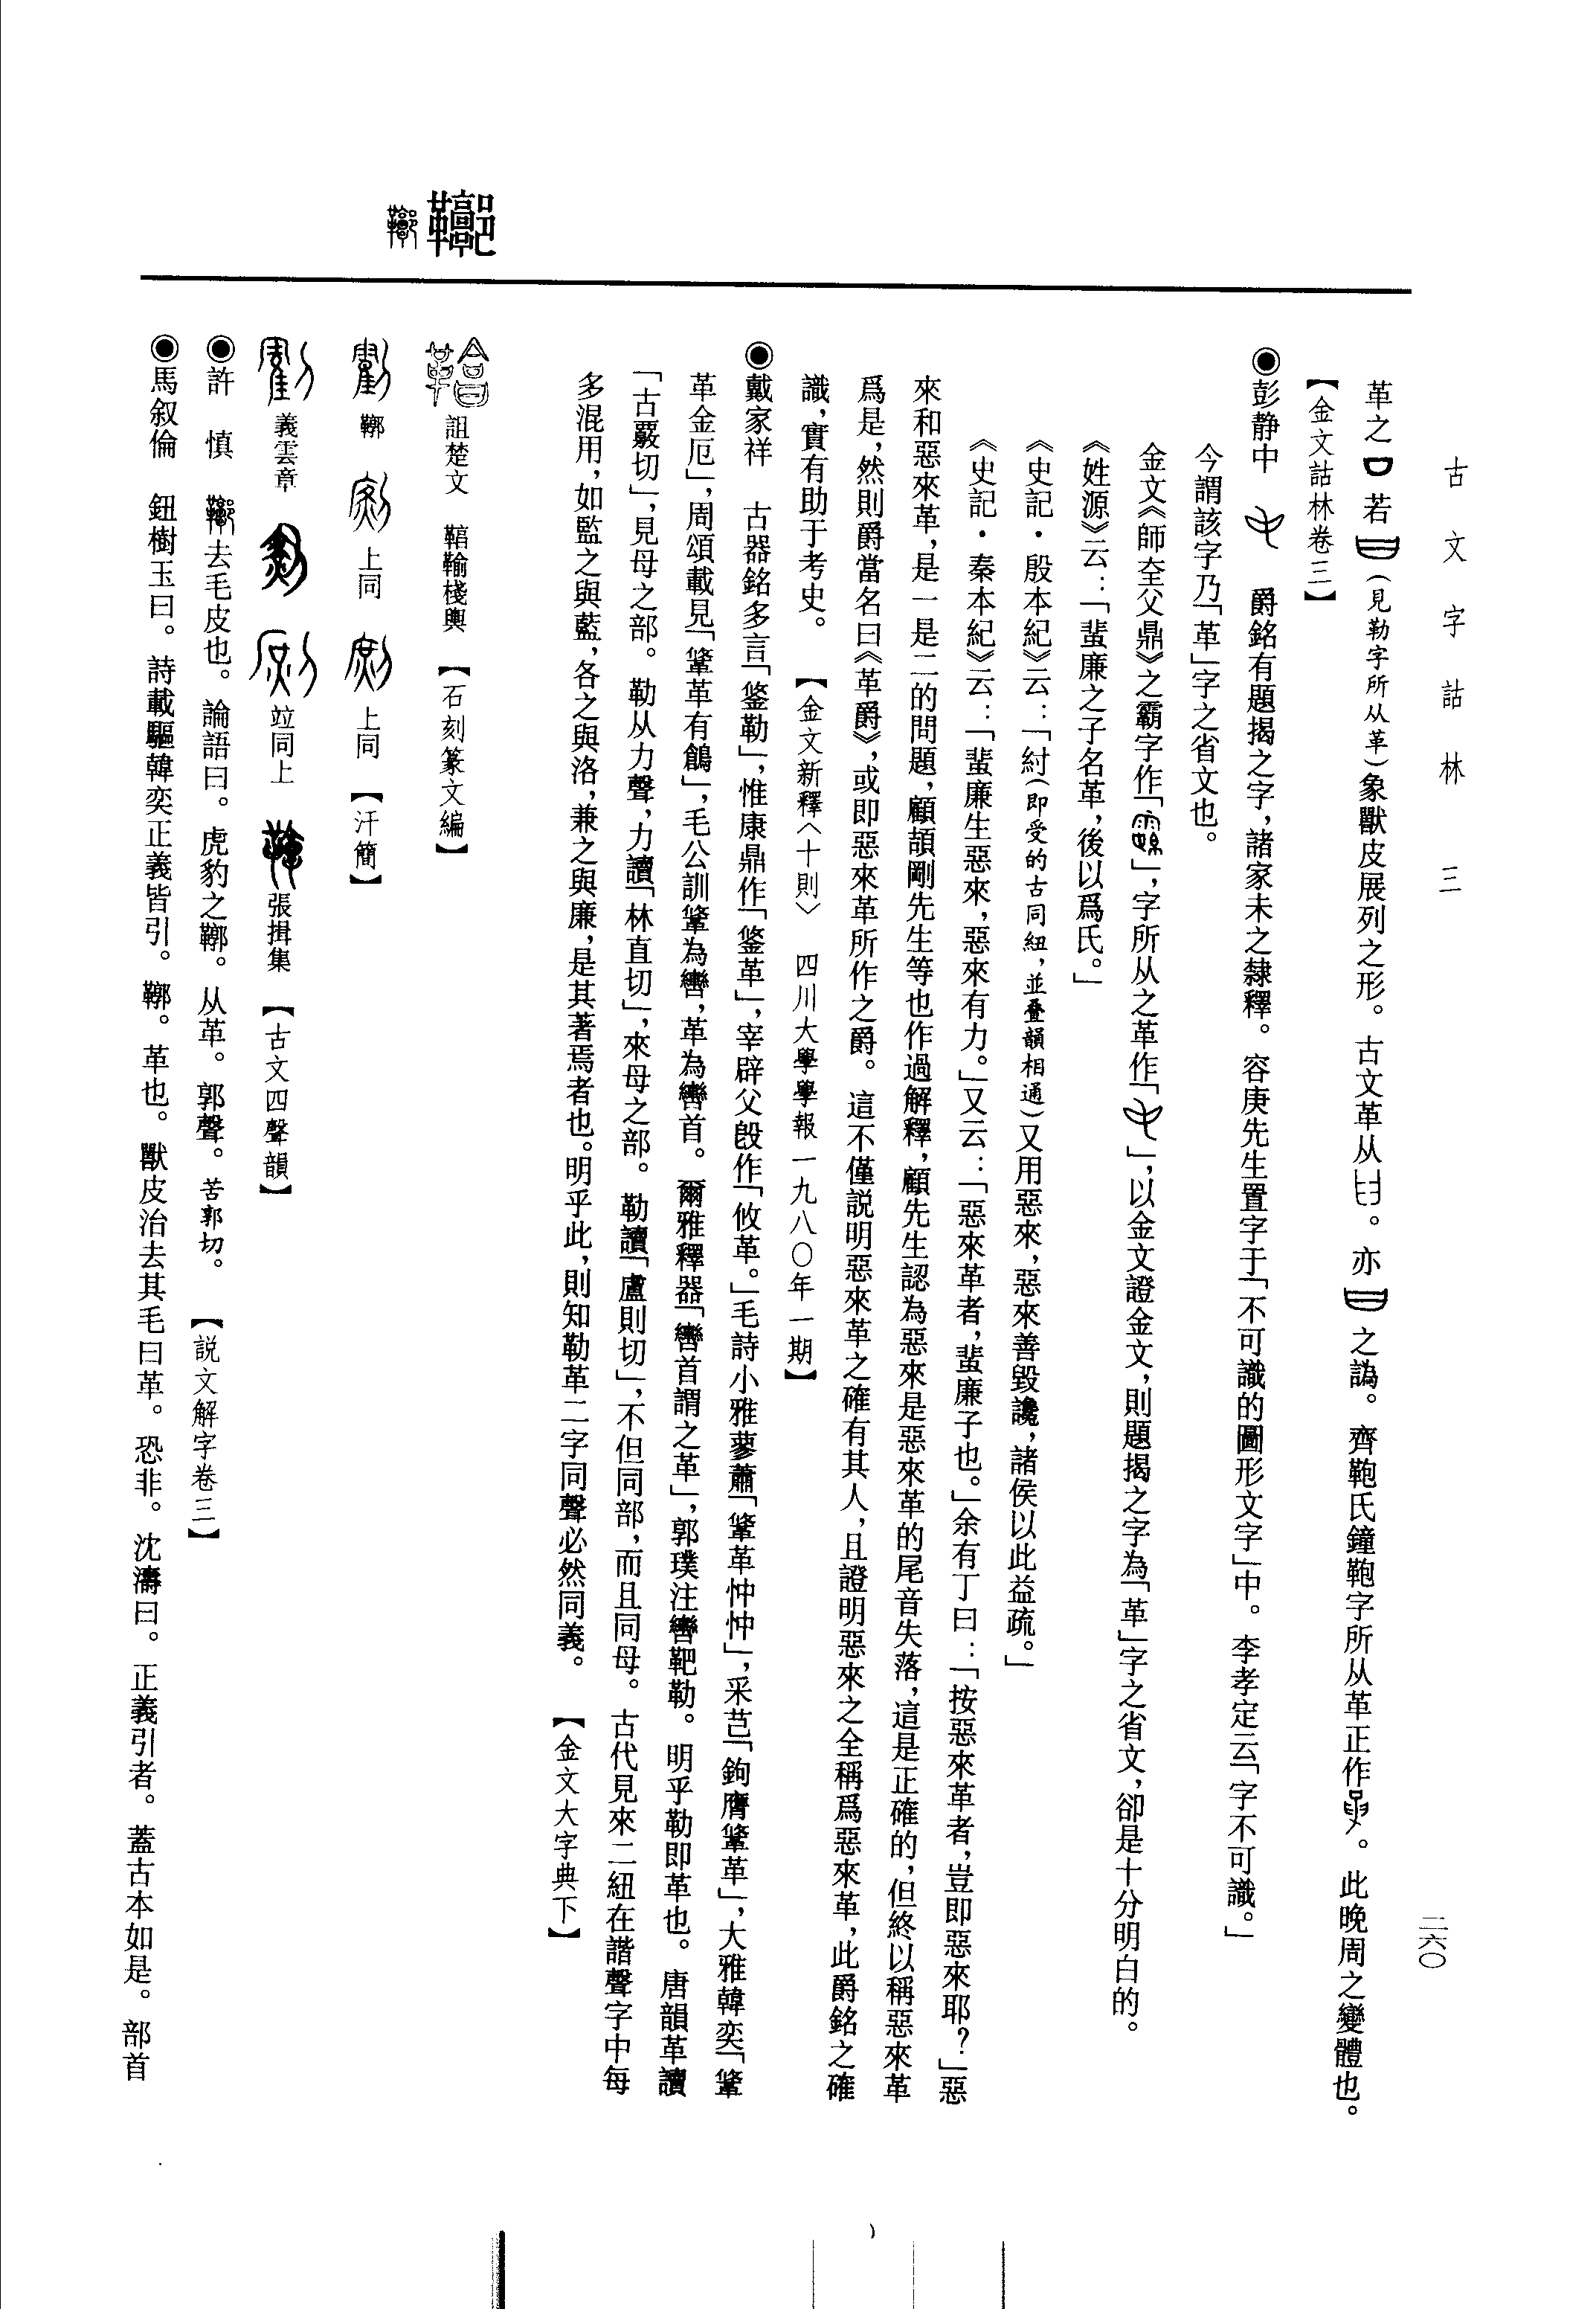 古文字詁林 三
二六〇
革之 若(見勒字所从革)象獸皮展列之形。古文革从 。亦 之譌。齊鞄氏鐘鞄字所从革正作 。此晚周之變體也。
【金文詁林卷三】
◉彭静中 爵銘有題揭之字,諸家未之隸釋。容庚先生置字于「不可識的圖形文字」中。李孝定云「字不可識。」
今謂該字乃「革」字之省文也。
金文《師𡘇父鼎》之霸字作「 」,字所从之革作「 」,以金文證金文,則題揭之字為「革」字之省文,卻是十分明白的。
《姓源》云:「蜚廉之子名革,後以爲氏。」
《史記·殷本紀》云:「紂(即受的古同紐,並叠韻相通)又用惡來,惡來善毀讒,諸侯以此益疏。」
《史記·秦本紀》云:「蜚廉生惡來,惡來有力。」又云:「惡來革者,蜚廉子也。」余有丁曰:「按惡來革者,豈即惡來耶?」惡
來和惡來革,是一是二的問題,顧頡剛先生等也作過解釋,顧先生認為惡來是惡來革的尾音失落,這是正確的,但終以稱惡來革
爲是,然則爵當名曰《革爵》,或即惡來革所作之爵。這不僅説明惡來革之確有其人,且證明惡來之全稱爲惡來革,此爵銘之確
識,實有助于考史。 【金文新釋〈十則〉 四川大學學報一九八〇年一期】
◉戴家祥 古器銘多言「鋚勒」,惟康鼎作「鋚革」,宰辟父𣪘作「攸革。」毛詩小雅蓼蕭「鞗革忡忡」,采芑「鉤膺鞗革」,大雅韓奕「鞗
革金厄」,周頌載見「鞗革有鶬」,毛公訓鞗為轡,革為轡首。爾雅釋器「轡首謂之革」,郭璞注轡靶勒。明乎勒即革也。唐韻革讀
「古覈切」,見母之部。勒从力聲,力讀「林直切」,來母之部。勒讀「盧則切」,不但同部,而且同母。古代見來二紐在諧聲字中每
多混用,如監之與藍,各之與洛,兼之與廉,是其著焉者也。明乎此,則知勒革二字同聲必然同義。 【金文大字典下】
鞹
詛楚文 鞈輸棧輿 【石刻篆文編】
鞹 上同 上同 【汗簡】
義雲章 竝同上 張揖集 【古文四聲韻】
◉許 慎 去毛皮也。論語曰。虎豹之鞹。从革。郭聲。苦郭切。 【説文解字卷三】
◉馬叙倫 鈕樹玉曰。詩載驅韓奕正義皆引。鞹。革也。獸皮治去其毛曰革。恐非。沈濤曰。正義引者。蓋古本如是。部首